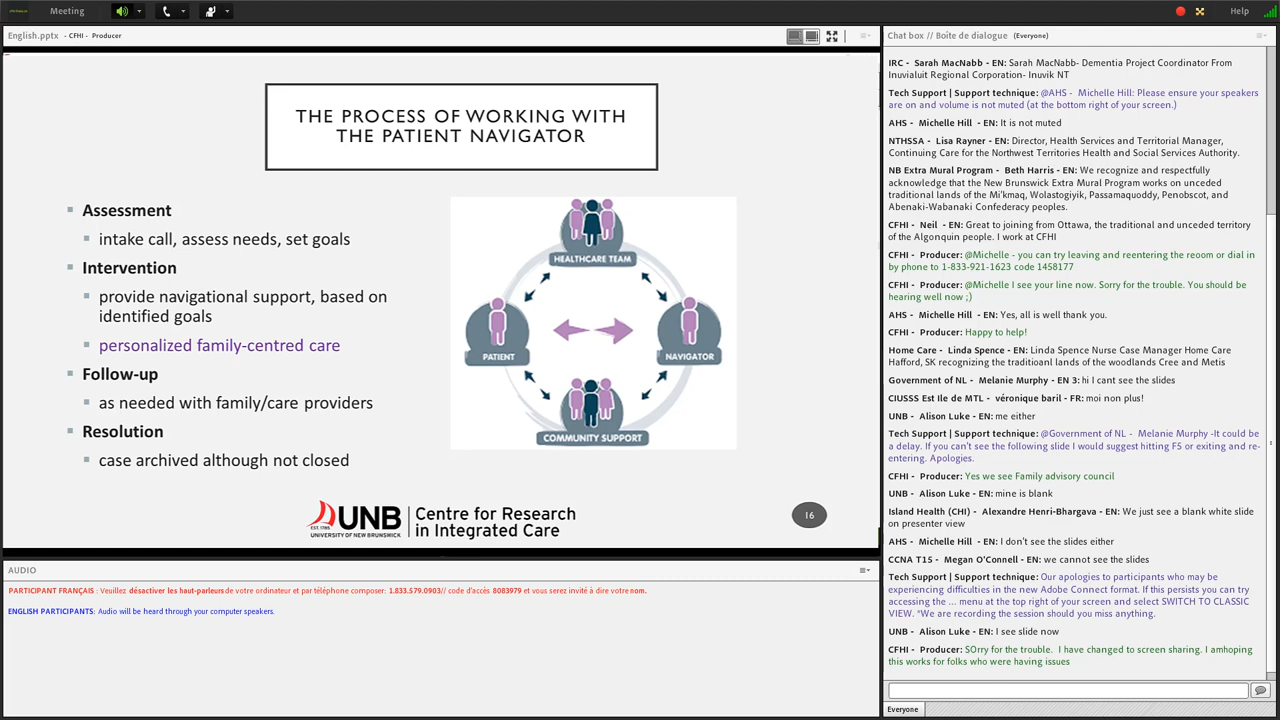 Meeting
Help
English.pptx - CFHI - Producer
THE PROCESS OF WORKING WITH
THE PATIENT NAVIGATOR
Assessment
intake call, assess needs, set goals
Intervention
provide navigational support, based on
identified goals
personalized family-centred care
Follow-up
as needed with family/care providers
Resolution
case archived although not closed
HEALTHCARE TEAM
PATIENT
NAVIGATOR
COMMUNITY SUPPORT
EST. 1785
UNB
UNIVERSITY OF NEW BRUNSWICK
Centre for Research
in Integrated Care
16
AUDIO
PARTICIPANT FRANÇAIS : Veuillez désactiver les haut-parleurs de votre ordinateur et par téléphone composer: 1.833.579.0903// code d'accès 8083979 et vous serez invité à dire votre nom.
ENGLISH PARTICIPANTS: Audio will be heard through your computer speakers.
Chat box // Boîte de dialogue (Everyone)
IRC - Sarah MacNabb - EN: Sarah MacNabb- Dementia Project Coordinator From
Inuvialuit Regional Corporation- Inuvik NT
Tech Support | Support technique: @AHS - Michelle Hill: Please ensure your speakers
are on and volume is not muted (at the bottom right of your screen.)
AHS - Michelle Hill - EN: It is not muted
NTHSSA - Lisa Rayner - EN: Director, Health Services and Territorial Manager,
Continuing Care for the Northwest Territories Health and Social Services Authority.
NB Extra Mural Program - Beth Harris - EN: We recognize and respectfully
acknowledge that the New Brunswick Extra Mural Program works on unceded
traditional lands of the Mi'kmaq, Wolastogiyik, Passamaquoddy, Penobscot, and
Abenaki-Wabanaki Confederacy peoples.
CFHI - Neil - EN: Great to joining from Ottawa, the traditional and unceded territory
of the Algonquin people. I work at CFHI
CFHI - Producer: @Michelle - you can try leaving and reentering the reoom or dial in
by phone to 1-833-921-1623 code 1458177
CFHI - Producer: @Michelle I see your line now. Sorry for the trouble. You should be
hearing well now ;)
AHS - Michelle Hill - EN: Yes, all is well thank you.
CFHI - Producer: Happy to help!
Home Care - Linda Spence - EN: Linda Spence Nurse Case Manager Home Care
Hafford, SK recognizing the traditioanl lands of the woodlands Cree and Metis
Government of NL - Melanie Murphy - EN 3: hi I cant see the slides
CIUSSS Est Ile de MTL - véronique baril - FR: moi non plus!
UNB - Alison Luke - EN: me either
Tech Support | Support technique: @Government of NL - Melanie Murphy -It could be
a delay. If you can't see the following slide I would suggest hitting F5 or exiting and re-
entering. Apologies.
CFHI - Producer: Yes we see Family advisory council
UNB - Alison Luke - EN: mine is blank
Island Health (CHI) - Alexandre Henri-Bhargava - EN: We just see a blank white slide
on presenter view
AHS - Michelle Hill - EN: I don't see the slides either
CCNA T15 - Megan O'Connell - EN: we cannot see the slides
Tech Support | Support technique: Our apologies to participants who may be
experiencing difficulties in the new Adobe Connect format. If this persists you can try
accessing the ... menu at the top right of your screen and select SWITCH TO CLASSIC
VIEW. *We are recording the session should you miss anything.
UNB - Alison Luke - EN: I see slide now
CFHI - Producer: SOrry for the trouble. I have changed to screen sharing. I amhoping
this works for folks who were having issues
Everyone